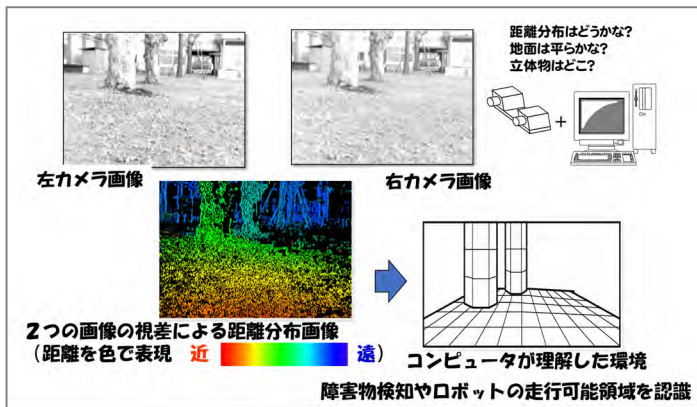 距離分布はどうかな?
地面は平らかな?
立体物はどこ?
+
左カメラ画像
右カメラ画像
2つの画像の視差による距離分布画像
(距離を色で表現 近 遠)
コンピュータが理解した環境
障害物検知やロボットの走行可能領域を認識